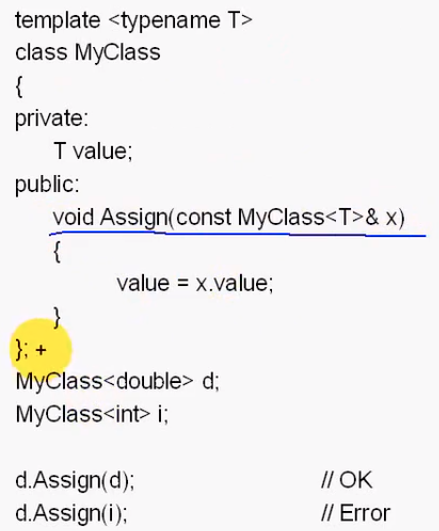 template <typename T>
class MyClass
{
private:
    T value;
public:
    void Assign(const MyClass<T>& x)
    {
        value = x.value;
    }
}; +
MyClass<double> d;
MyClass<int> i;

d.Assign(d);                    // OK
d.Assign(i);                    // Error